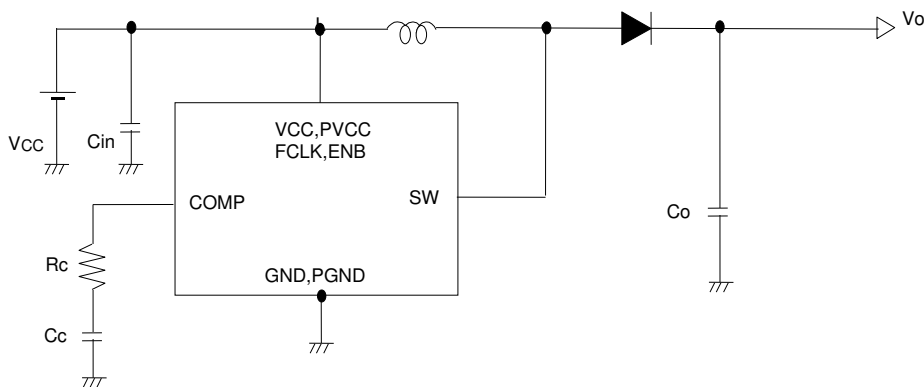 Vo
VCC
Cin
VCC,PVCC
FCLK,ENB
COMP
SW
Co
Rc
GND,PGND
Cc